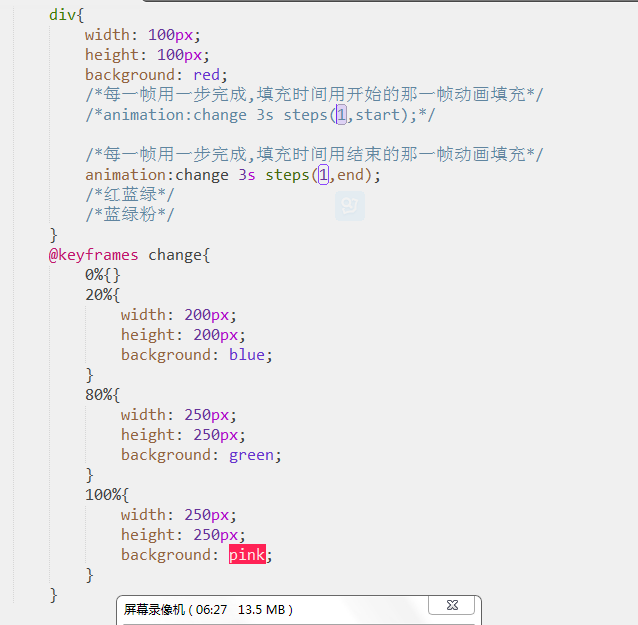 div{
width: 100px;
height: 100px;
background: red;
/*每一帧用一步完成,填充时间用开始的那一帧动画填充*/
/*animation:change 3s steps(1,start);*/
/*每一帧用一步完成,填充时间用结束的那一帧动画填充*/
animation:change 3s steps(1,end);
/*红蓝绿*/
/*蓝绿粉*/
}
@keyframes change{
0%{}
20%{
width: 200px;
height: 200px;
background: blue;
}
80%{
width: 250px;
height: 250px;
background: green;
}
100%{
width: 250px;
height: 250px;
background: pink;
}
}
屏幕录像机 ( 06:27 13.5 MB )